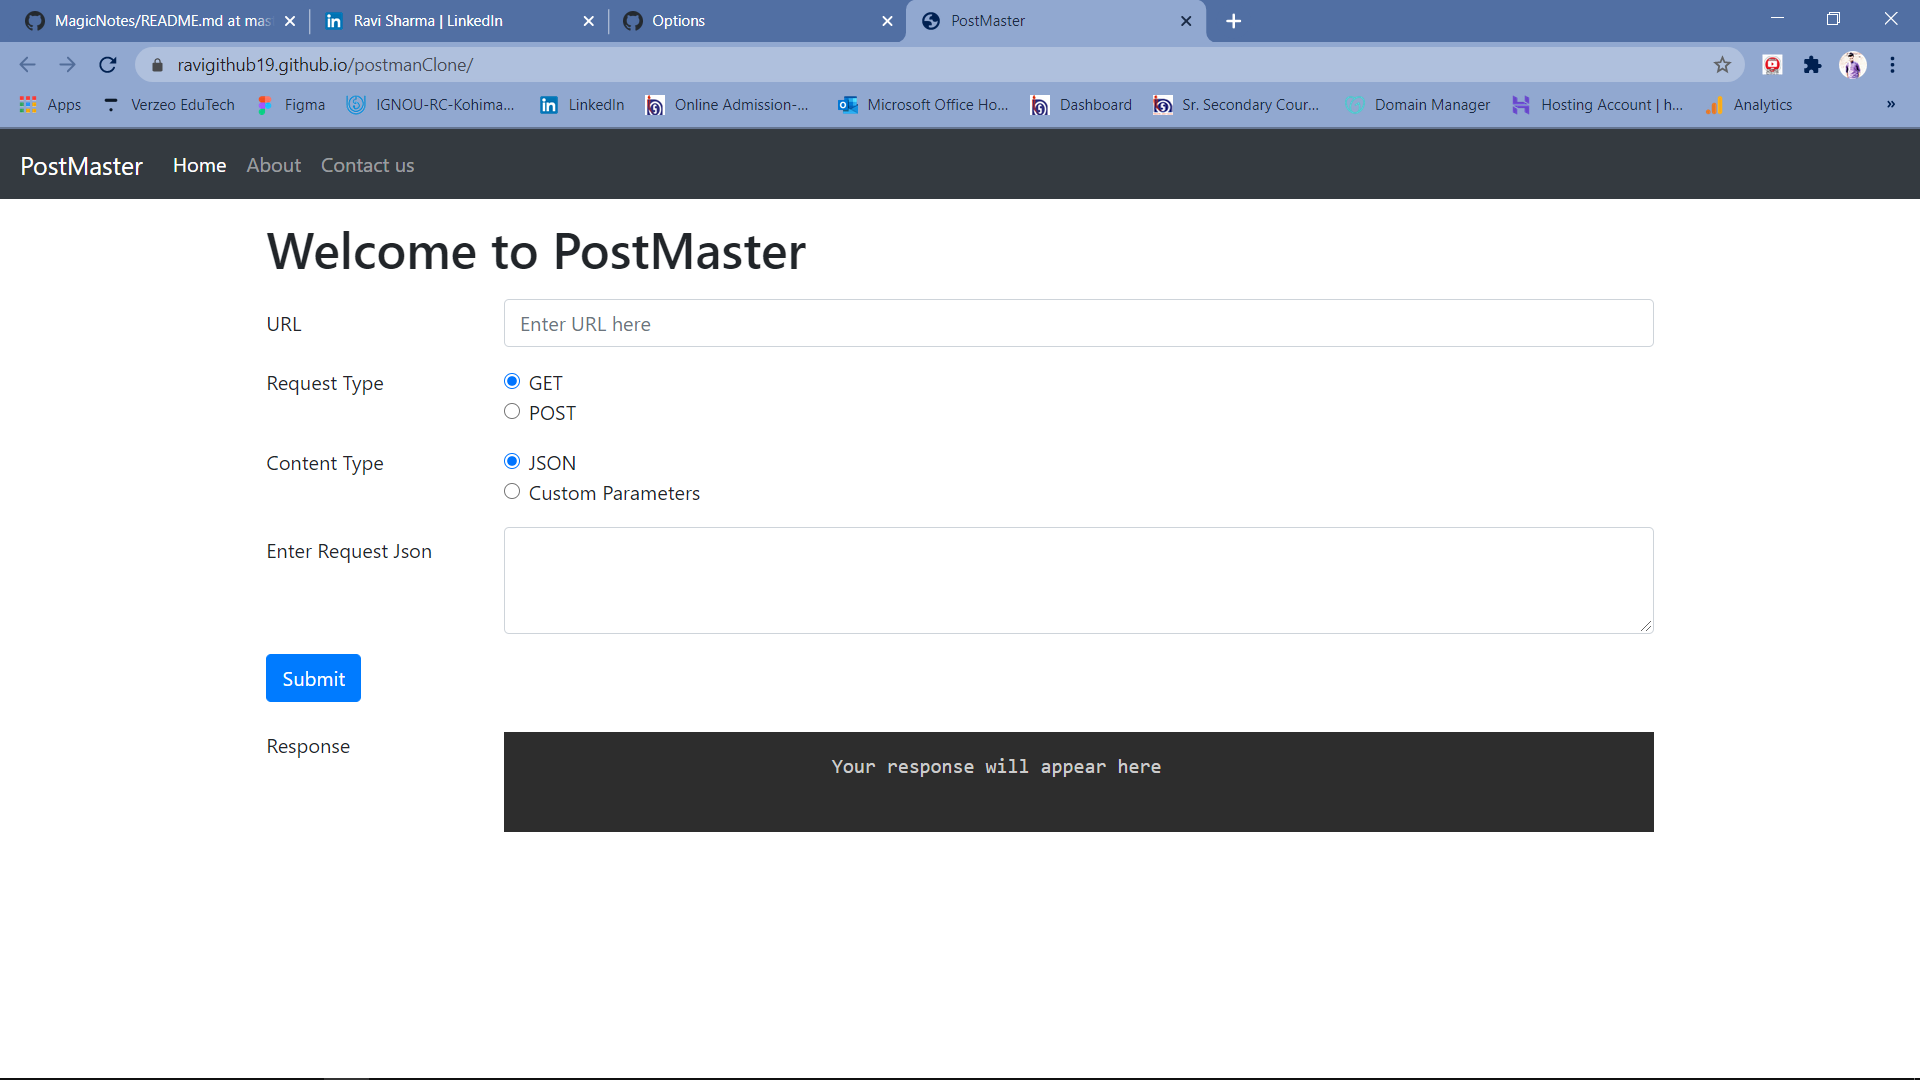 MagicNotes/README.md at mas
Ravi Sharma | LinkedIn
Options
PostMaster
ravigithub19.github.io/postmanClone/
Apps
Verzeo EduTech
Figma
IGNOU-RC-Kohima...
LinkedIn
Online Admission-...
Microsoft Office Ho...
Dashboard
Sr. Secondary Cour...
Domain Manager
Hosting Account | h...
Analytics
»
PostMaster
Home
About
Contact us
Welcome to PostMaster
URL
Enter URL here
Request Type
GET
POST
Content Type
JSON
Custom Parameters
Enter Request Json
Submit
Response
Your response will appear here